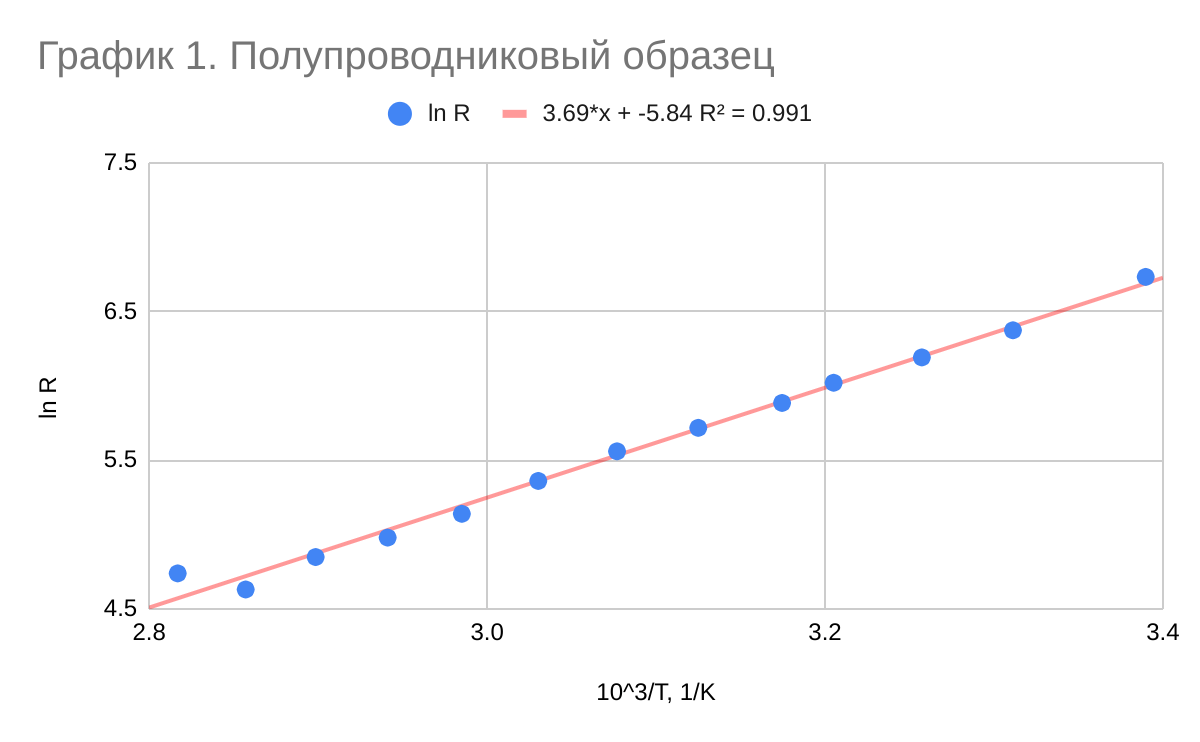 График 1. Полупроводниковый образец
ln R 3.69*x + -5.84 R² = 0.991
7.5
6.5
ln R
5.5
4.5
2.8 3.0 3.2 3.4
10^3/T, 1/K